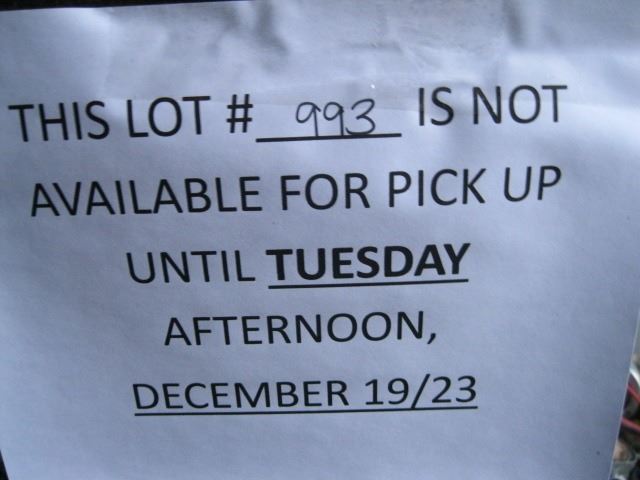 THIS LOT # 993 IS NOT
AVAILABLE FOR PICK UP
UNTIL TUESDAY
AFTERNOON,
DECEMBER 19/23